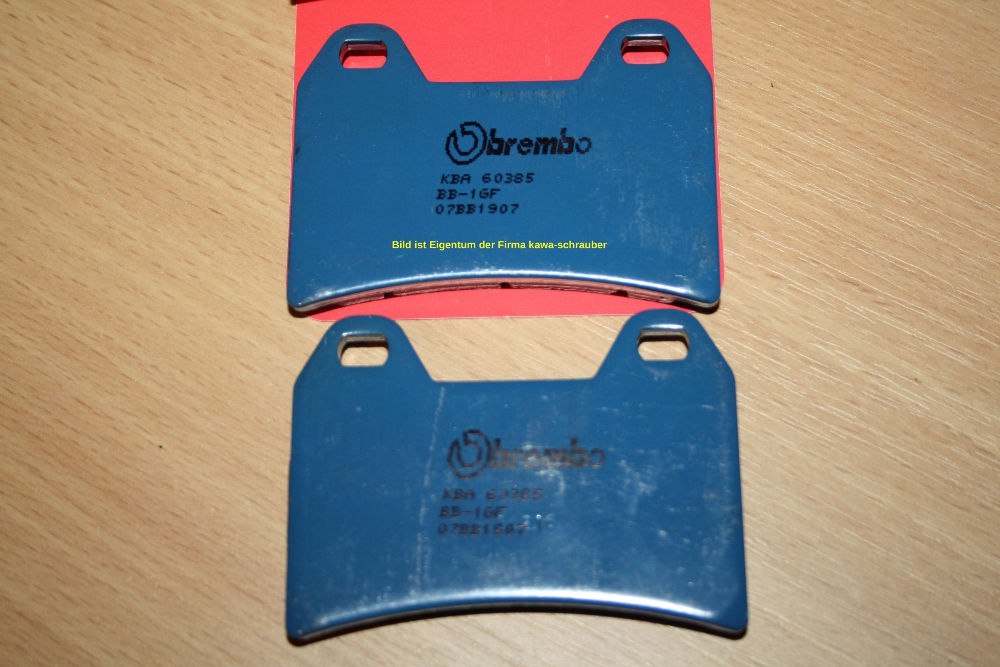 brembo
KBA 60385
BB-1GF
07BB1907
Bild ist Eigentum der Firma kawa-schrauber
brembo
KBA 60385
BB-1GF